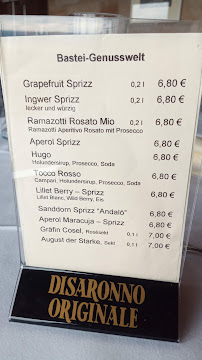 Bastei-Genusswelt
Grapefruit Sprizz 0,2 l 6,80 €
Ingwer Sprizz 0,2 l 6,80 €
lecker und würzig
Ramazotti Rosato Mio 0,2 l 6,80 €
Ramazotti Aperitivo Rosato mit Prosecco
Aperol Sprizz 6,80 €
Hugo 6,80 €
Holundersirup, Prosecco, Soda
Tocco Rosso 6,80 €
Campari, Holundersirup, Prosecco, Soda
Lillet Berry – Sprizz 6,80 €
Lillet Blanc, Wild Berry, Eis
Sanddorn Sprizz "Andalö" 6,80 €
Aperol Maracuja – Sprizz 6,80 €
Gräfin Cosel, Rosésekt 0,1 l 7,00 €
August der Starke, Sekt 0,1 l 7,00 €
DISARONNO
ORIGINALE